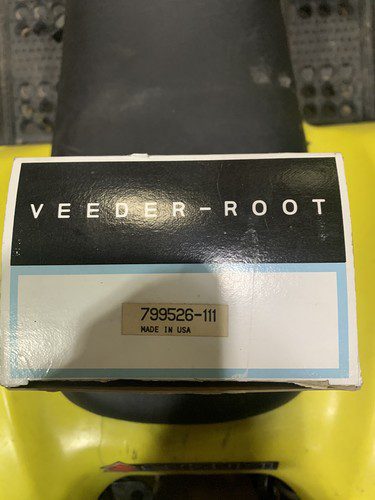 VEEDER-ROOT
799526-111
MADE IN USA